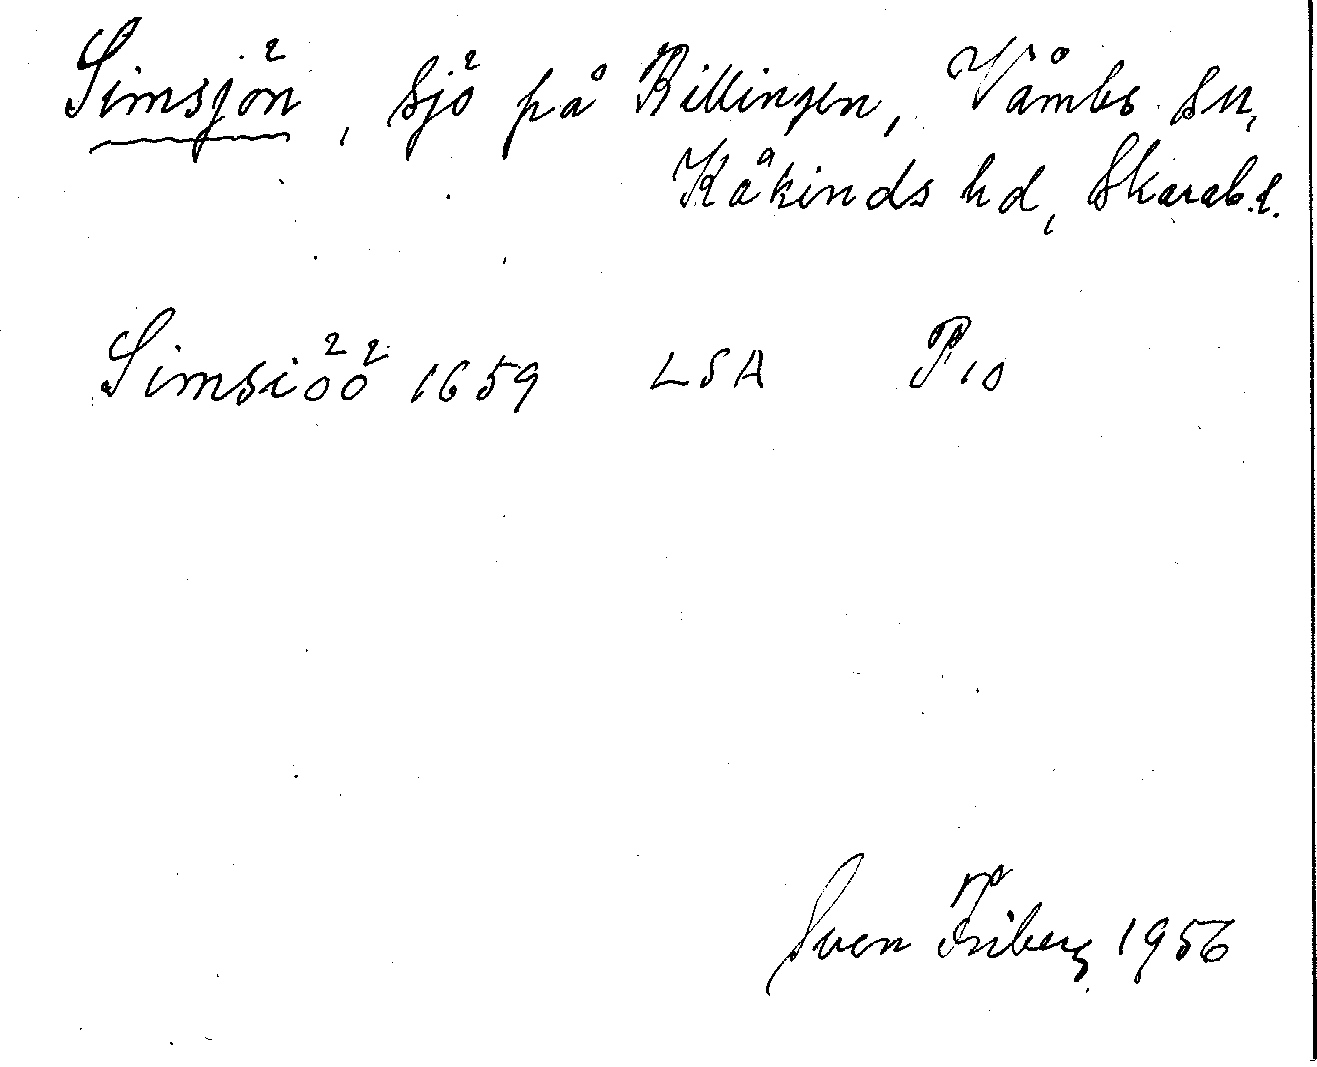 Simsjön, sjö på Billingen, Våmbs sn,
Kåkinds hd, Skarab.l.
Simsiöö 1659 LSA P10
Sven Friberg 1956